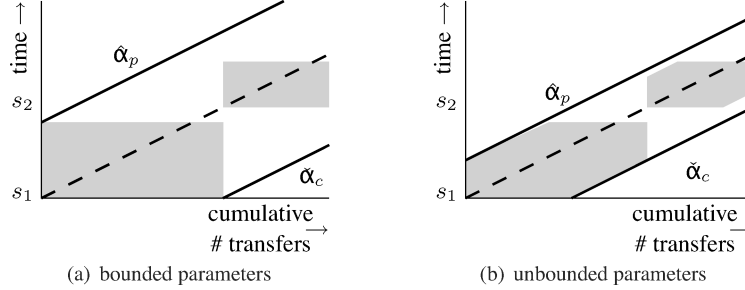 time →
α̂p
s2
α̌c
s1
cumulative
# transfers →
(a) bounded parameters
time →
α̂p
s2
α̌c
s1
cumulative
# transfers →
(b) unbounded parameters